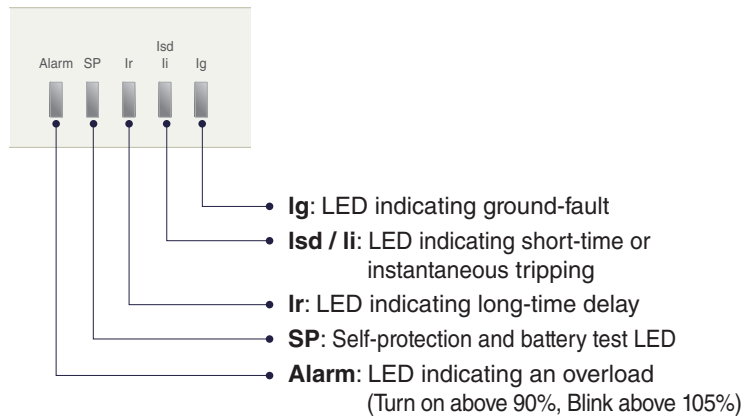 Isd
Alarm SP Ir Ii Ig
Ig: LED indicating ground-fault
Isd / Ii: LED indicating short-time or
instantaneous tripping
Ir: LED indicating long-time delay
SP: Self-protection and battery test LED
Alarm: LED indicating an overload
(Turn on above 90%, Blink above 105%)